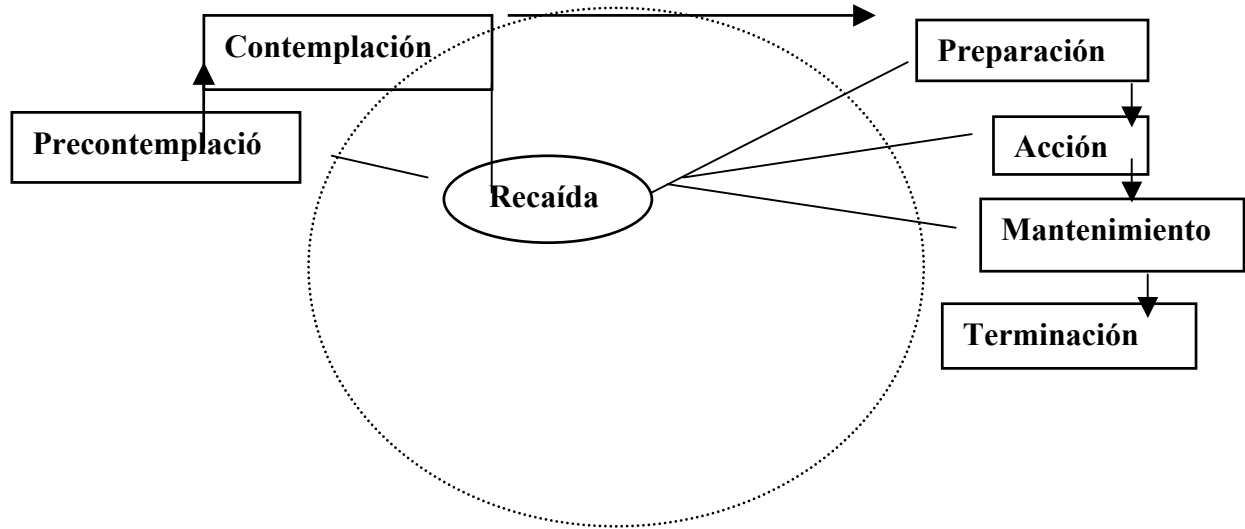 Contemplación
Preparación
Precontemplació
Acción
Recaída
Mantenimiento
Terminación